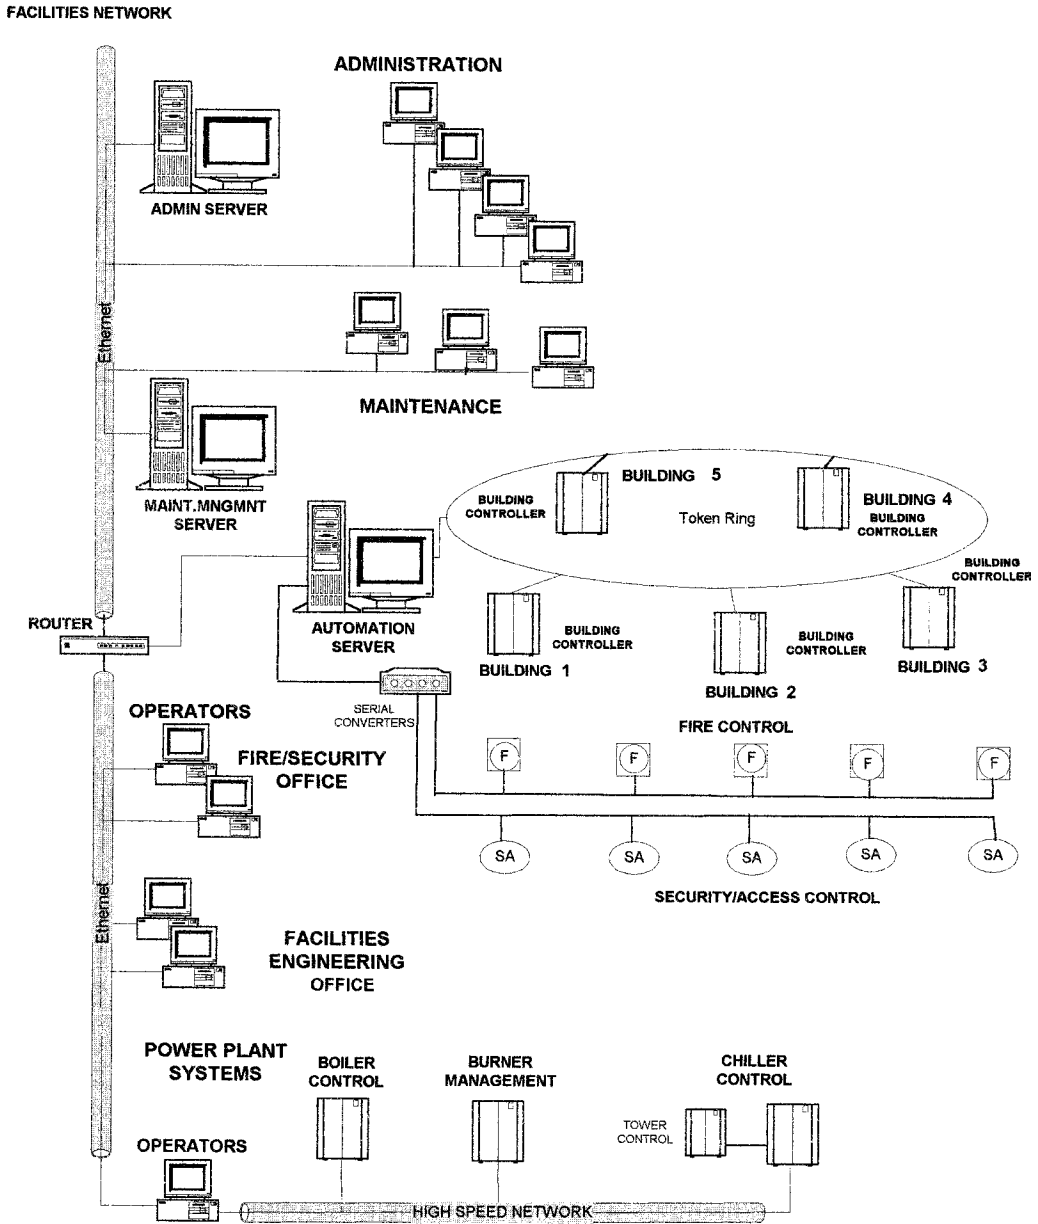 FACILITIES NETWORK
ADMINISTRATION
ADMIN SERVER
Ethernet
MAINTENANCE
MAINT.MNGMNT
SERVER
BUILDING 5
BUILDING
CONTROLLER
Token Ring
BUILDING 4
BUILDING
CONTROLLER
BUILDING
CONTROLLER
ROUTER
AUTOMATION
SERVER
BUILDING
CONTROLLER
BUILDING 1
BUILDING
CONTROLLER
BUILDING 2
BUILDING 3
SERIAL
CONVERTERS
OPERATORS
FIRE/SECURITY
OFFICE
FIRE CONTROL
F
F
F
F
F
SA
SA
SA
SA
SA
SECURITY/ACCESS CONTROL
Ethernet
FACILITIES
ENGINEERING
OFFICE
POWER PLANT
SYSTEMS
BOILER
CONTROL
BURNER
MANAGEMENT
CHILLER
CONTROL
TOWER
CONTROL
OPERATORS
HIGH SPEED NETWORK